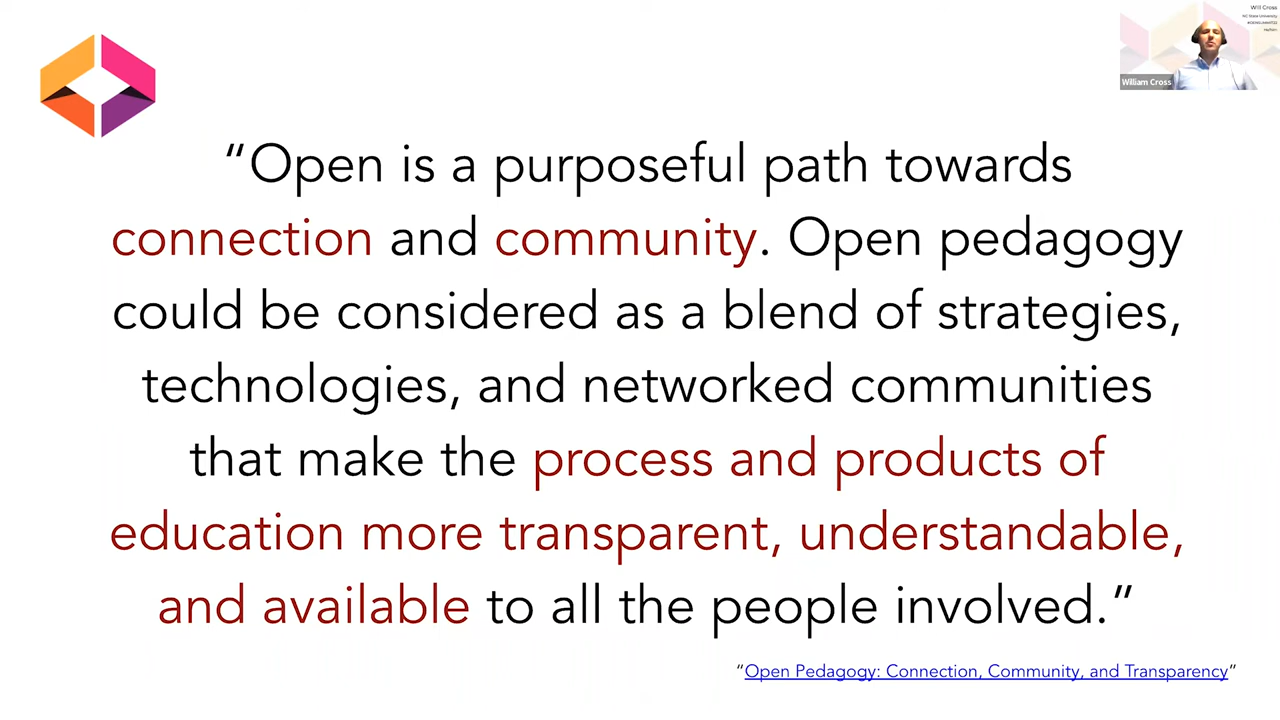 Will Cross
NC State University
William Cross
“Open is a purposeful path towards
connection and community. Open pedagogy
could be considered as a blend of strategies,
technologies, and networked communities
that make the process and products of
education more transparent, understandable,
and available to all the people involved.”
“Open Pedagogy: Connection, Community, and Transparency”